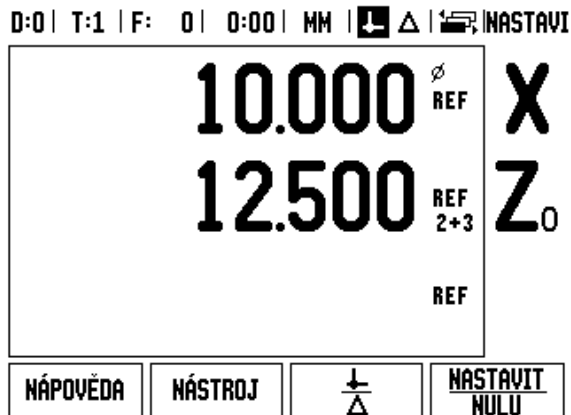 D:0 | T:1 | F: 0 | 0:00 | MM | Δ | NASTAVI
10.000 ø REF X
12.500 REF 2+3 Z0
REF
NÁPOVĚDA NÁSTROJ Δ NASTAVIT NULU